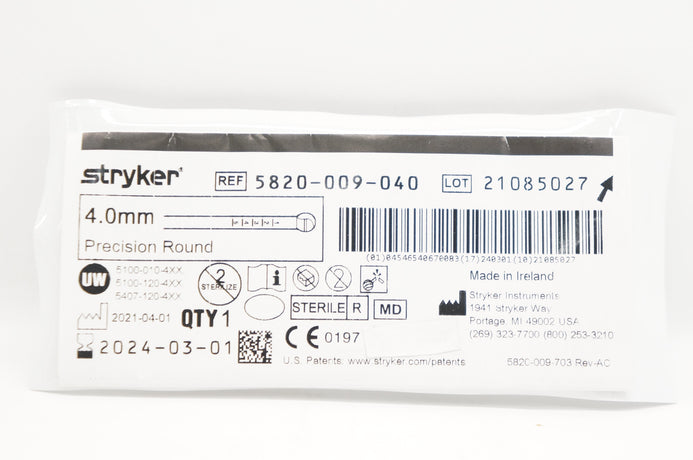 stryker REF 5820-009-040 LOT 21085027
4.0mm
Precision Round
(01)04546540670083(17)240301(10)21085027
UW 5100-010-4XX
5100-120-4XX
5407-120-4XX
2
STERILIZE
2
STERILE R MD
Made in Ireland
Stryker Instruments
1941 Stryker Way
Portage, MI 49002 USA
(269) 323-7700 (800) 253-3210
2021-04-01 QTY 1
2024-03-01
CE 0197
U.S. Patents: www.stryker.com/patents
5820-009-703 Rev-AC